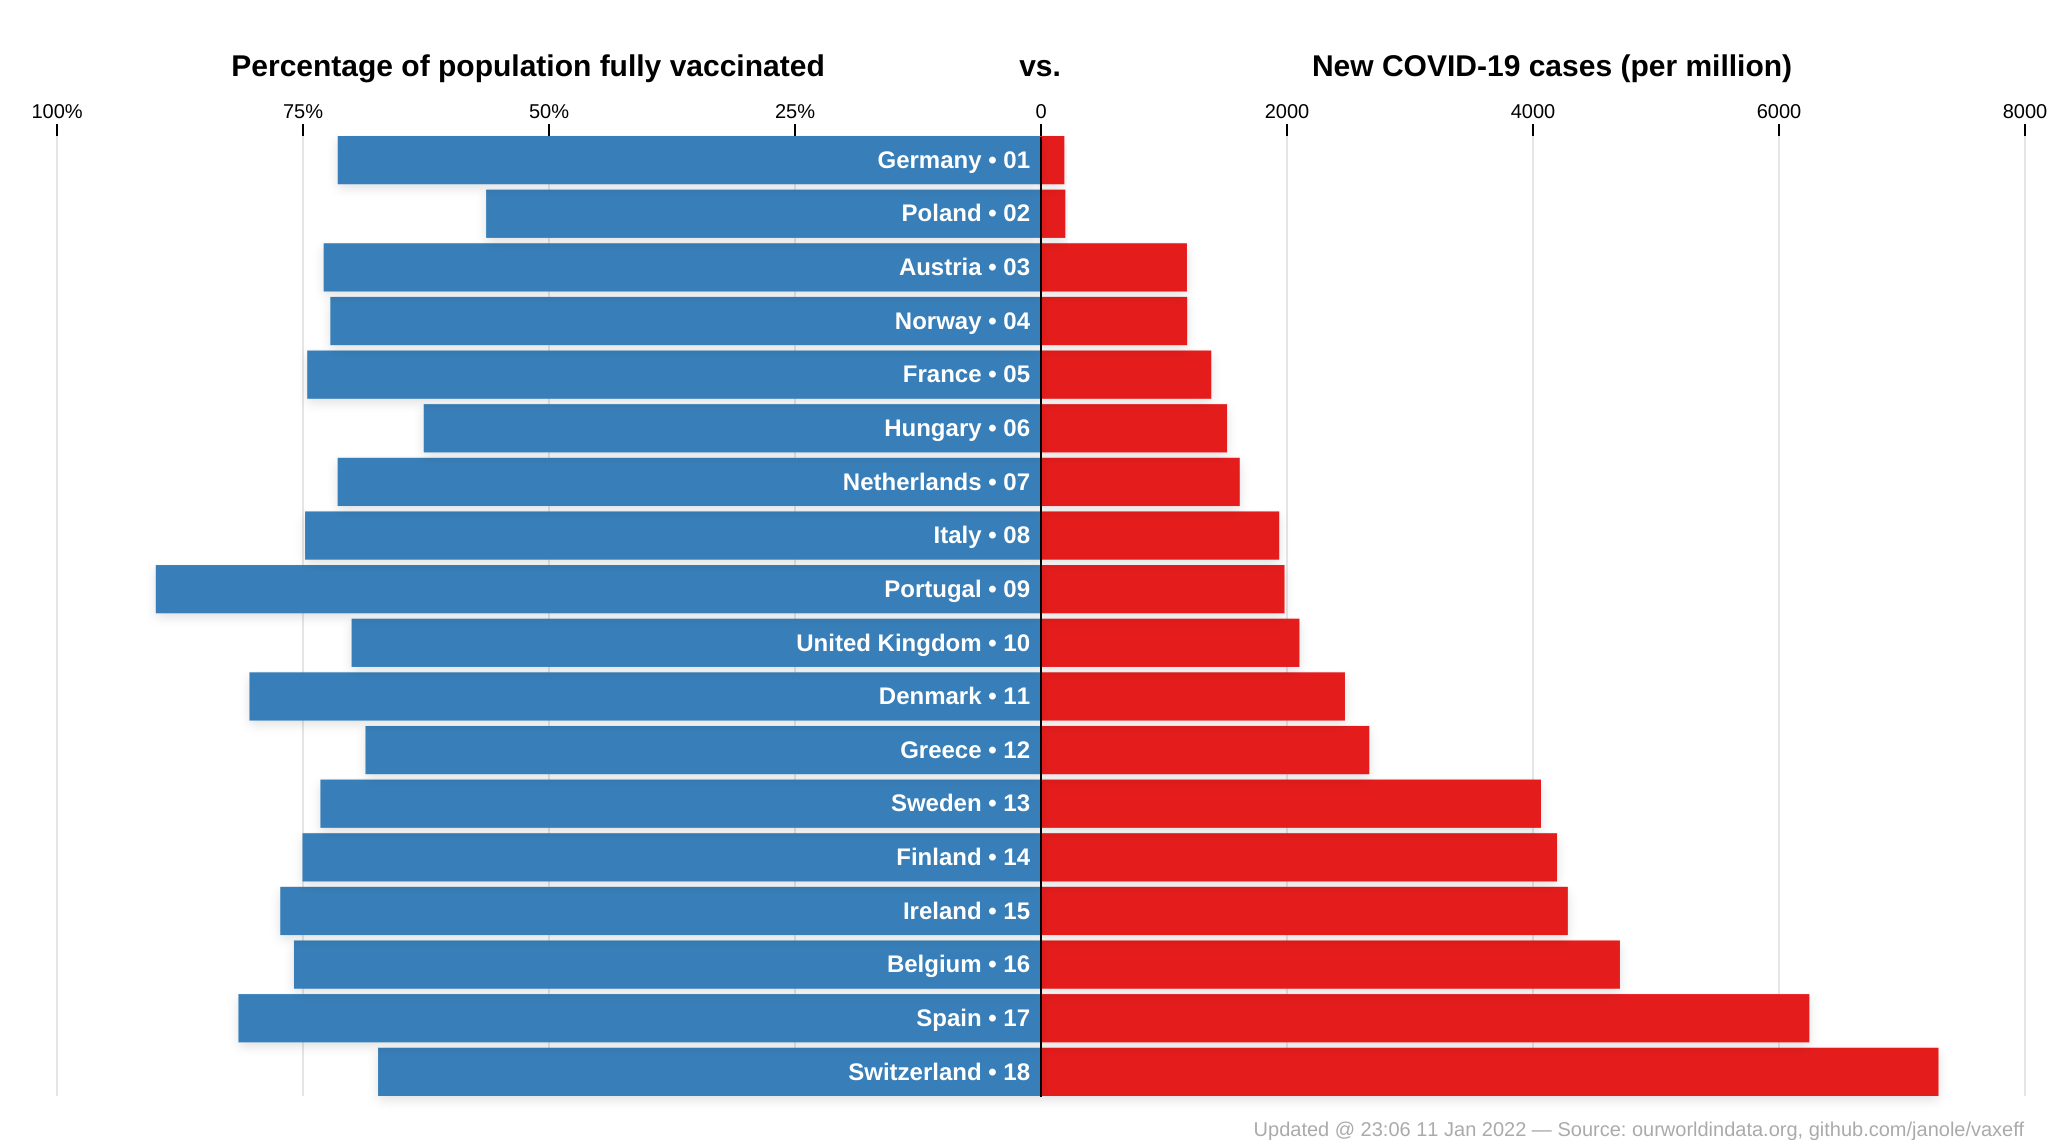 Percentage of population fully vaccinated vs. New COVID-19 cases (per million)
100% 75% 50% 25% 0 2000 4000 6000 8000
Germany • 01
Poland • 02
Austria • 03
Norway • 04
France • 05
Hungary • 06
Netherlands • 07
Italy • 08
Portugal • 09
United Kingdom • 10
Denmark • 11
Greece • 12
Sweden • 13
Finland • 14
Ireland • 15
Belgium • 16
Spain • 17
Switzerland • 18
Updated @ 23:06 11 Jan 2022 — Source: ourworldindata.org, github.com/janole/vaxeff